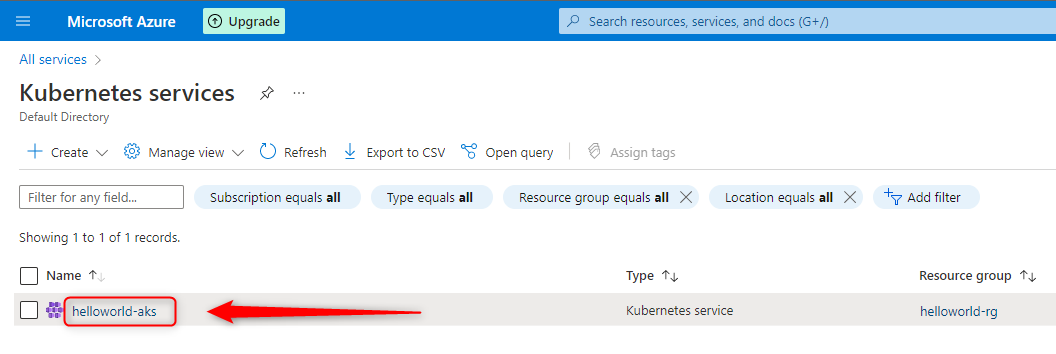 Microsoft Azure Upgrade Search resources, services, and docs (G+/)
All services
Kubernetes services
Default Directory
Create Manage view Refresh Export to CSV Open query Assign tags
Filter for any field... Subscription equals all Type equals all Resource group equals all Location equals all Add filter
Showing 1 to 1 of 1 records.
Name Type Resource group
helloworld-aks Kubernetes service helloworld-rg